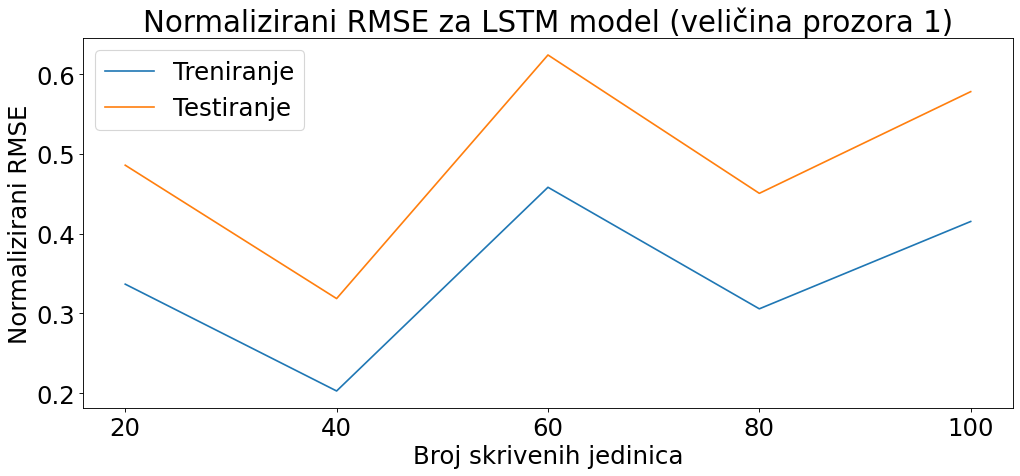 Normalizirani RMSE za LSTM model (veličina prozora 1)
Treniranje
Testiranje
Normalizirani RMSE
0.6
0.5
0.4
0.3
0.2
20 40 60 80 100
Broj skrivenih jedinica